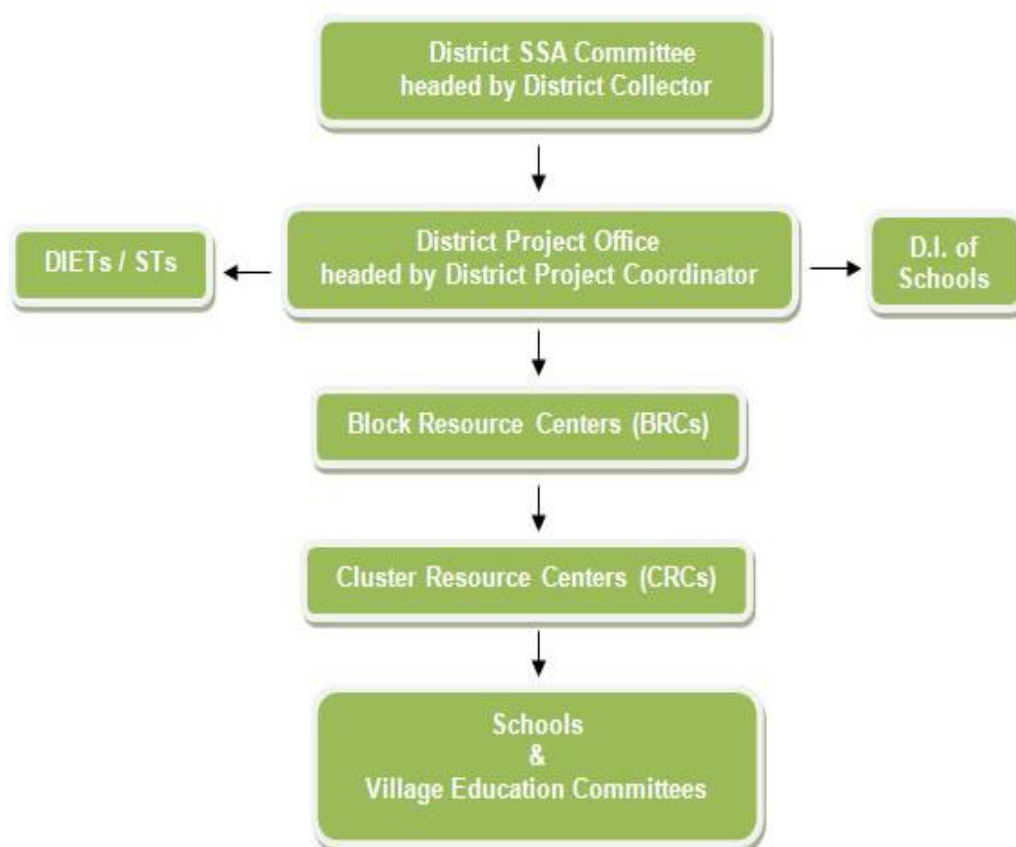 District SSA Committee
headed by District Collector
DIETs / STs
District Project Office
headed by District Project Coordinator
D.I. of
Schools
Block Resource Centers (BRCs)
Cluster Resource Centers (CRCs)
Schools
&
Village Education Committees